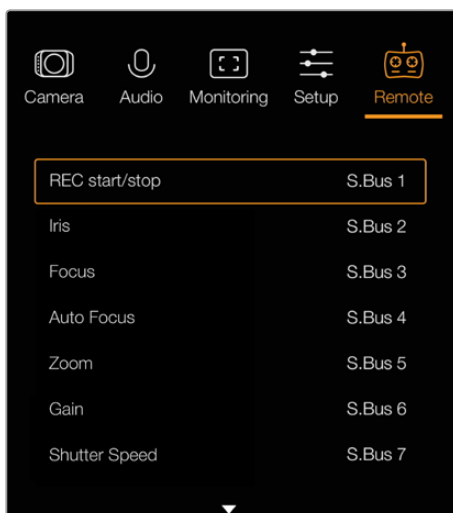 Camera Audio Monitoring Setup Remote
REC start/stop S.Bus 1
Iris S.Bus 2
Focus S.Bus 3
Auto Focus S.Bus 4
Zoom S.Bus 5
Gain S.Bus 6
Shutter Speed S.Bus 7